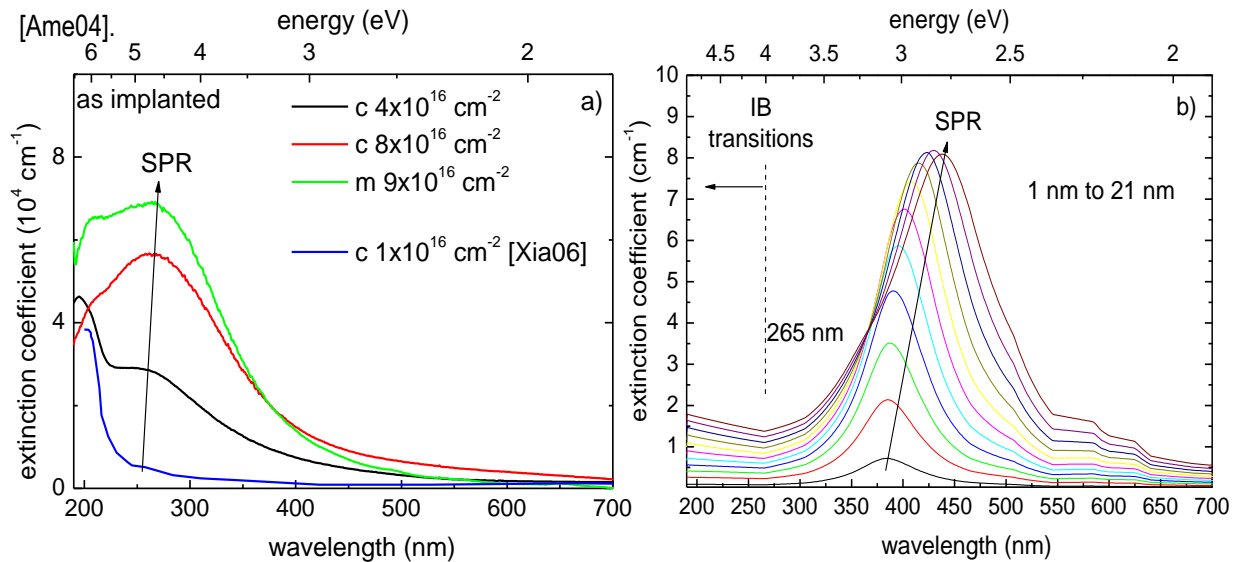 [Ame04].
energy (eV)
6 5 4 3 2
as implanted
a)
c 4x10^16 cm^-2
c 8x10^16 cm^-2
m 9x10^16 cm^-2
c 1x10^16 cm^-2 [Xia06]
SPR
extinction coefficient (10^4 cm^-1)
8
4
0
200 300 400 500 600 700
wavelength (nm)
energy (eV)
4.5 4 3.5 3 2.5 2
b)
IB
transitions
SPR
1 nm to 21 nm
265 nm
extinction coefficient (cm^-1)
10
9
8
7
6
5
4
3
2
1
200 250 300 350 400 450 500 550 600 650 700
wavelength (nm)